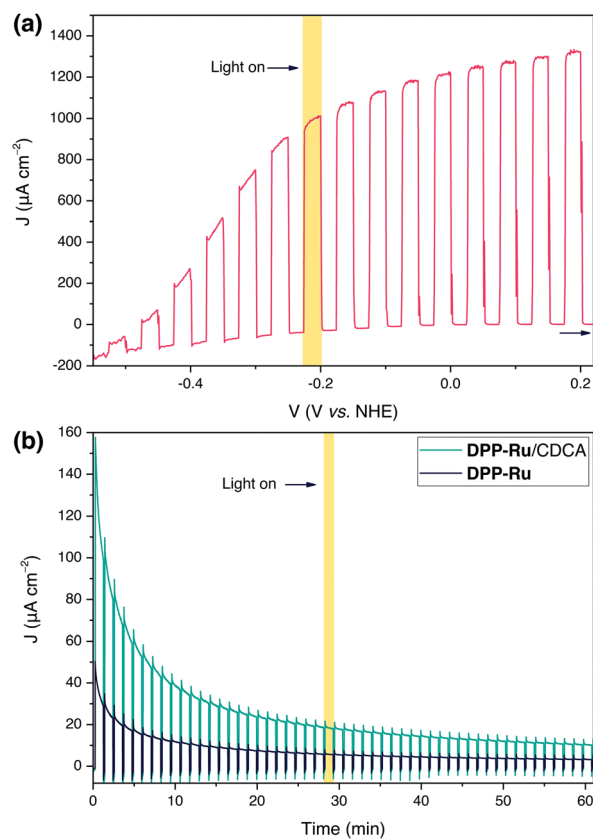 (a)
1400
1200
1000
800
600
400
200
0
-200
J (µA cm⁻²)
Light on
-0.4
-0.2
0.0
0.2
V (V vs. NHE)
(b)
160
140
120
100
80
60
40
20
0
J (µA cm⁻²)
DPP-Ru/CDCA
DPP-Ru
Light on
0
10
20
30
40
50
60
Time (min)